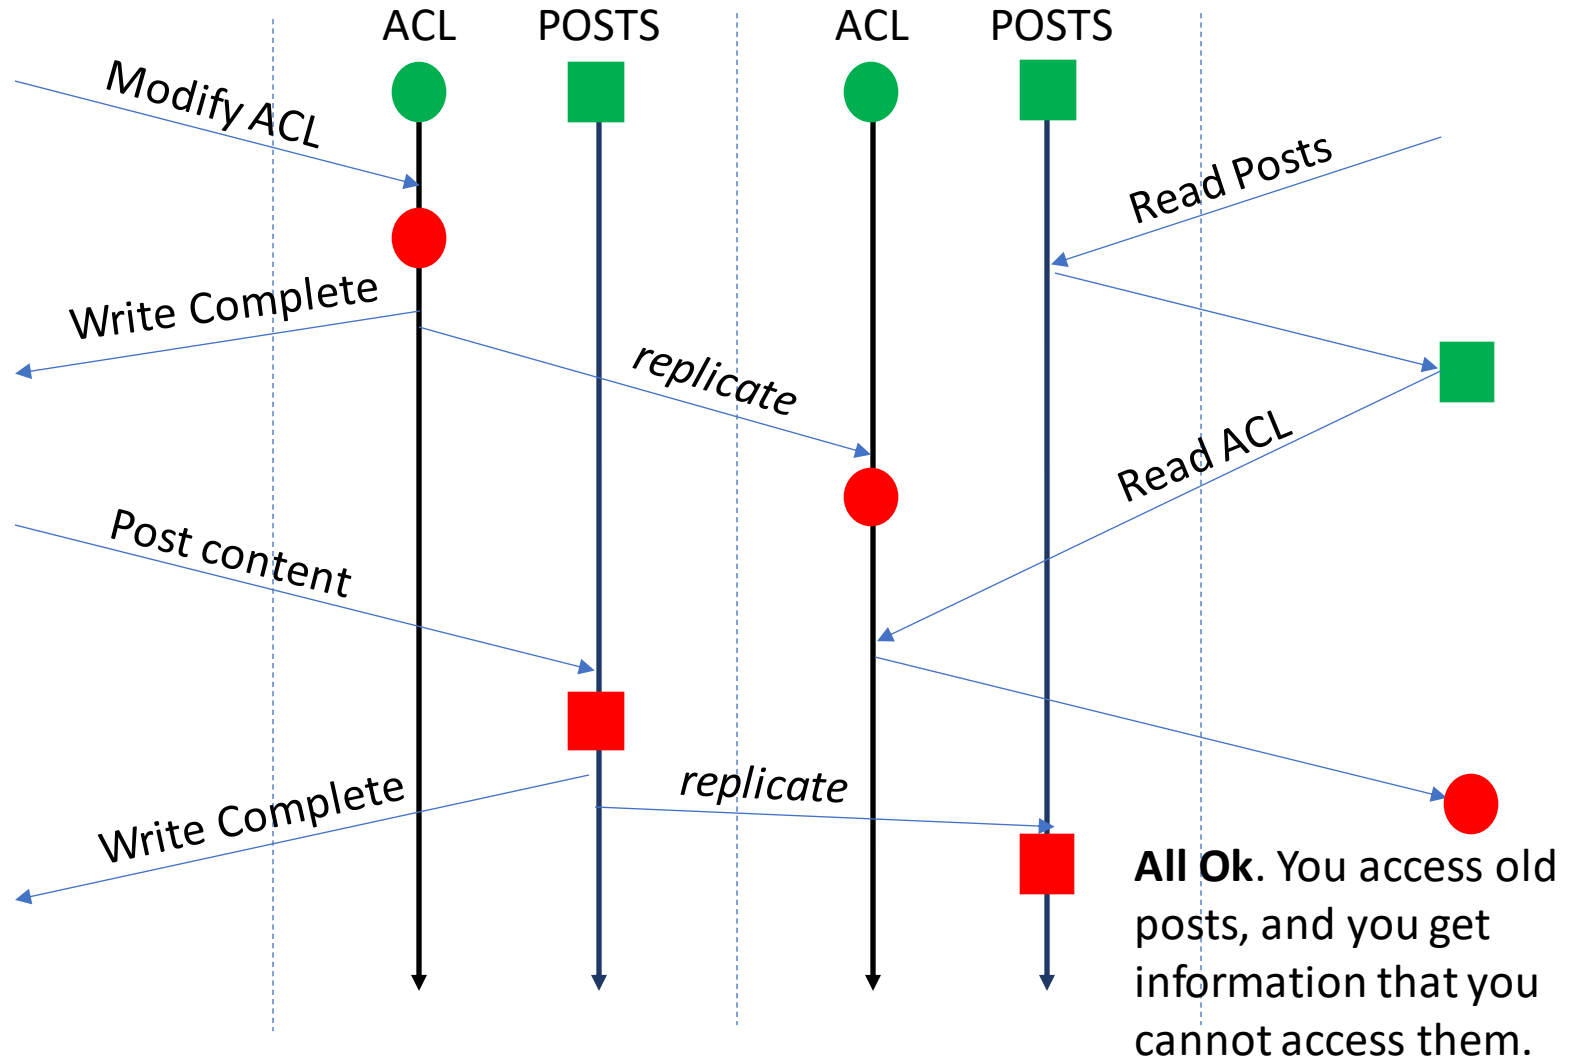 ACL
POSTS
ACL
POSTS
Modify ACL
Read Posts
Write Complete
replicate
Read ACL
Post content
replicate
Write Complete
All Ok. You access old
posts, and you get
information that you
cannot access them.